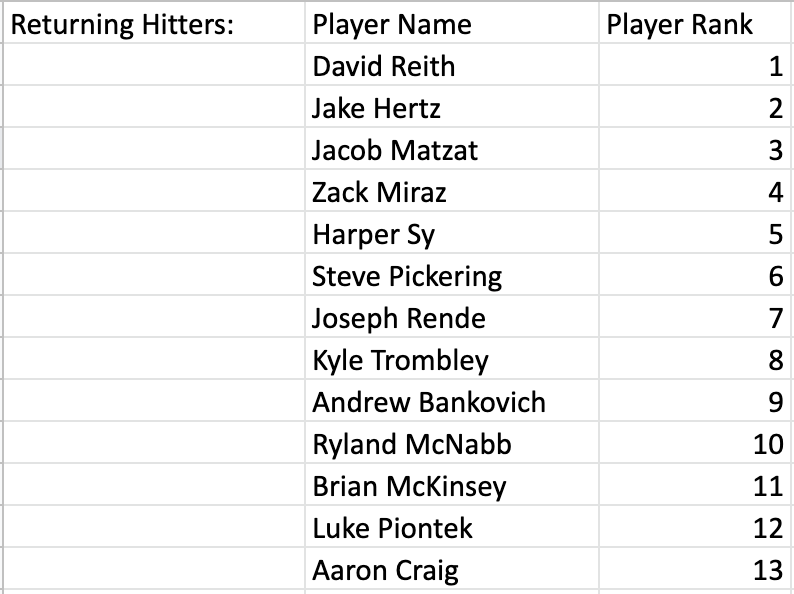 Returning Hitters: Player Name Player Rank
David Reith 1
Jake Hertz 2
Jacob Matzat 3
Zack Miraz 4
Harper Sy 5
Steve Pickering 6
Joseph Rende 7
Kyle Trombley 8
Andrew Bankovich 9
Ryland McNabb 10
Brian McKinsey 11
Luke Piontek 12
Aaron Craig 13